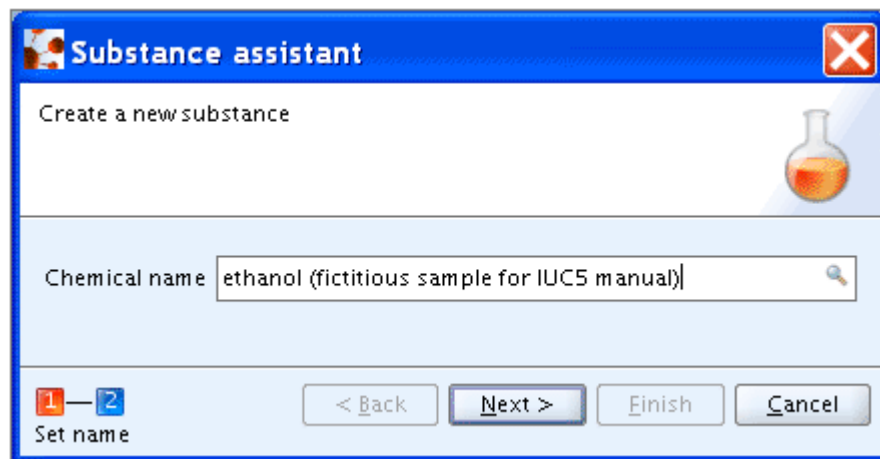 Substance assistant
Create a new substance
Chemical name ethanol (fictitious sample for IUC5 manual)
1 2
Set name
< Back Next > Finish Cancel